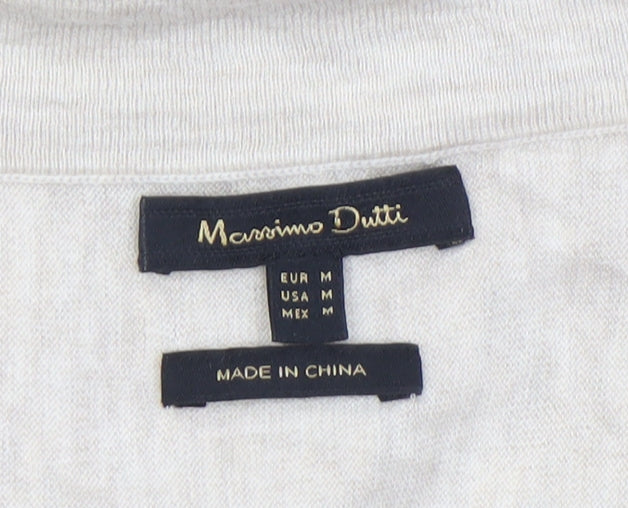 Massimo Dutti
EUR M
USA M
MEX M
MADE IN CHINA